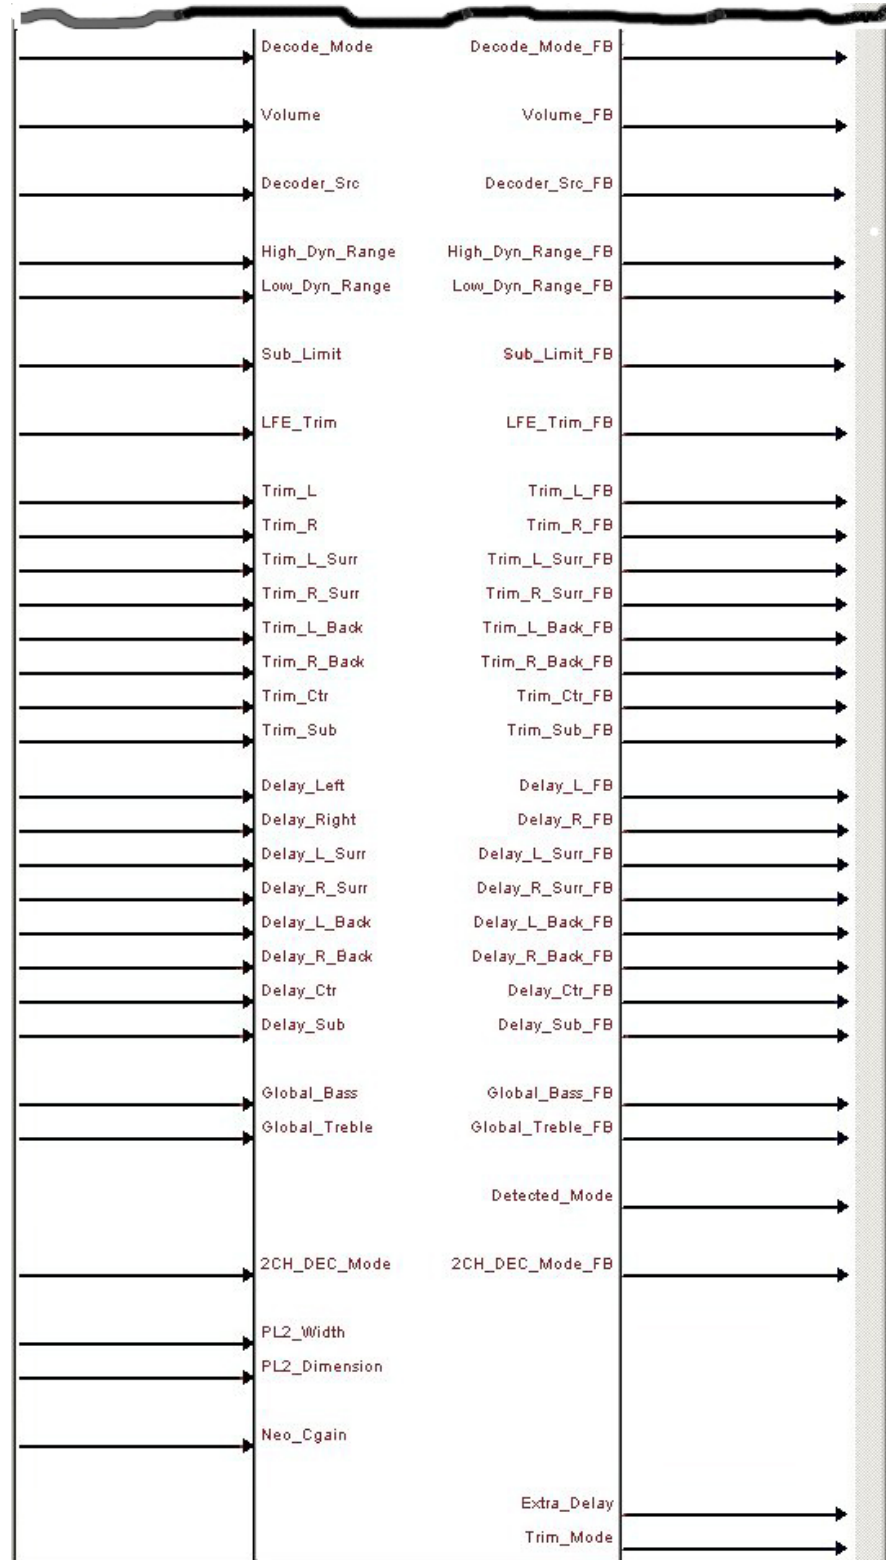 Decode_Mode Decode_Mode_FB
Volume Volume_FB
Decoder_Src Decoder_Src_FB
High_Dyn_Range High_Dyn_Range_FB
Low_Dyn_Range Low_Dyn_Range_FB
Sub_Limit Sub_Limit_FB
LFE_Trim LFE_Trim_FB
Trim_L Trim_L_FB
Trim_R Trim_R_FB
Trim_L_Surr Trim_L_Surr_FB
Trim_R_Surr Trim_R_Surr_FB
Trim_L_Back Trim_L_Back_FB
Trim_R_Back Trim_R_Back_FB
Trim_Ctr Trim_Ctr_FB
Trim_Sub Trim_Sub_FB
Delay_Left Delay_L_FB
Delay_Right Delay_R_FB
Delay_L_Surr Delay_L_Surr_FB
Delay_R_Surr Delay_R_Surr_FB
Delay_L_Back Delay_L_Back_FB
Delay_R_Back Delay_R_Back_FB
Delay_Ctr Delay_Ctr_FB
Delay_Sub Delay_Sub_FB
Global_Bass Global_Bass_FB
Global_Treble Global_Treble_FB
Detected_Mode
2CH_DEC_Mode 2CH_DEC_Mode_FB
PL2_Width
PL2_Dimension
Neo_Cgain
Extra_Delay
Trim_Mode